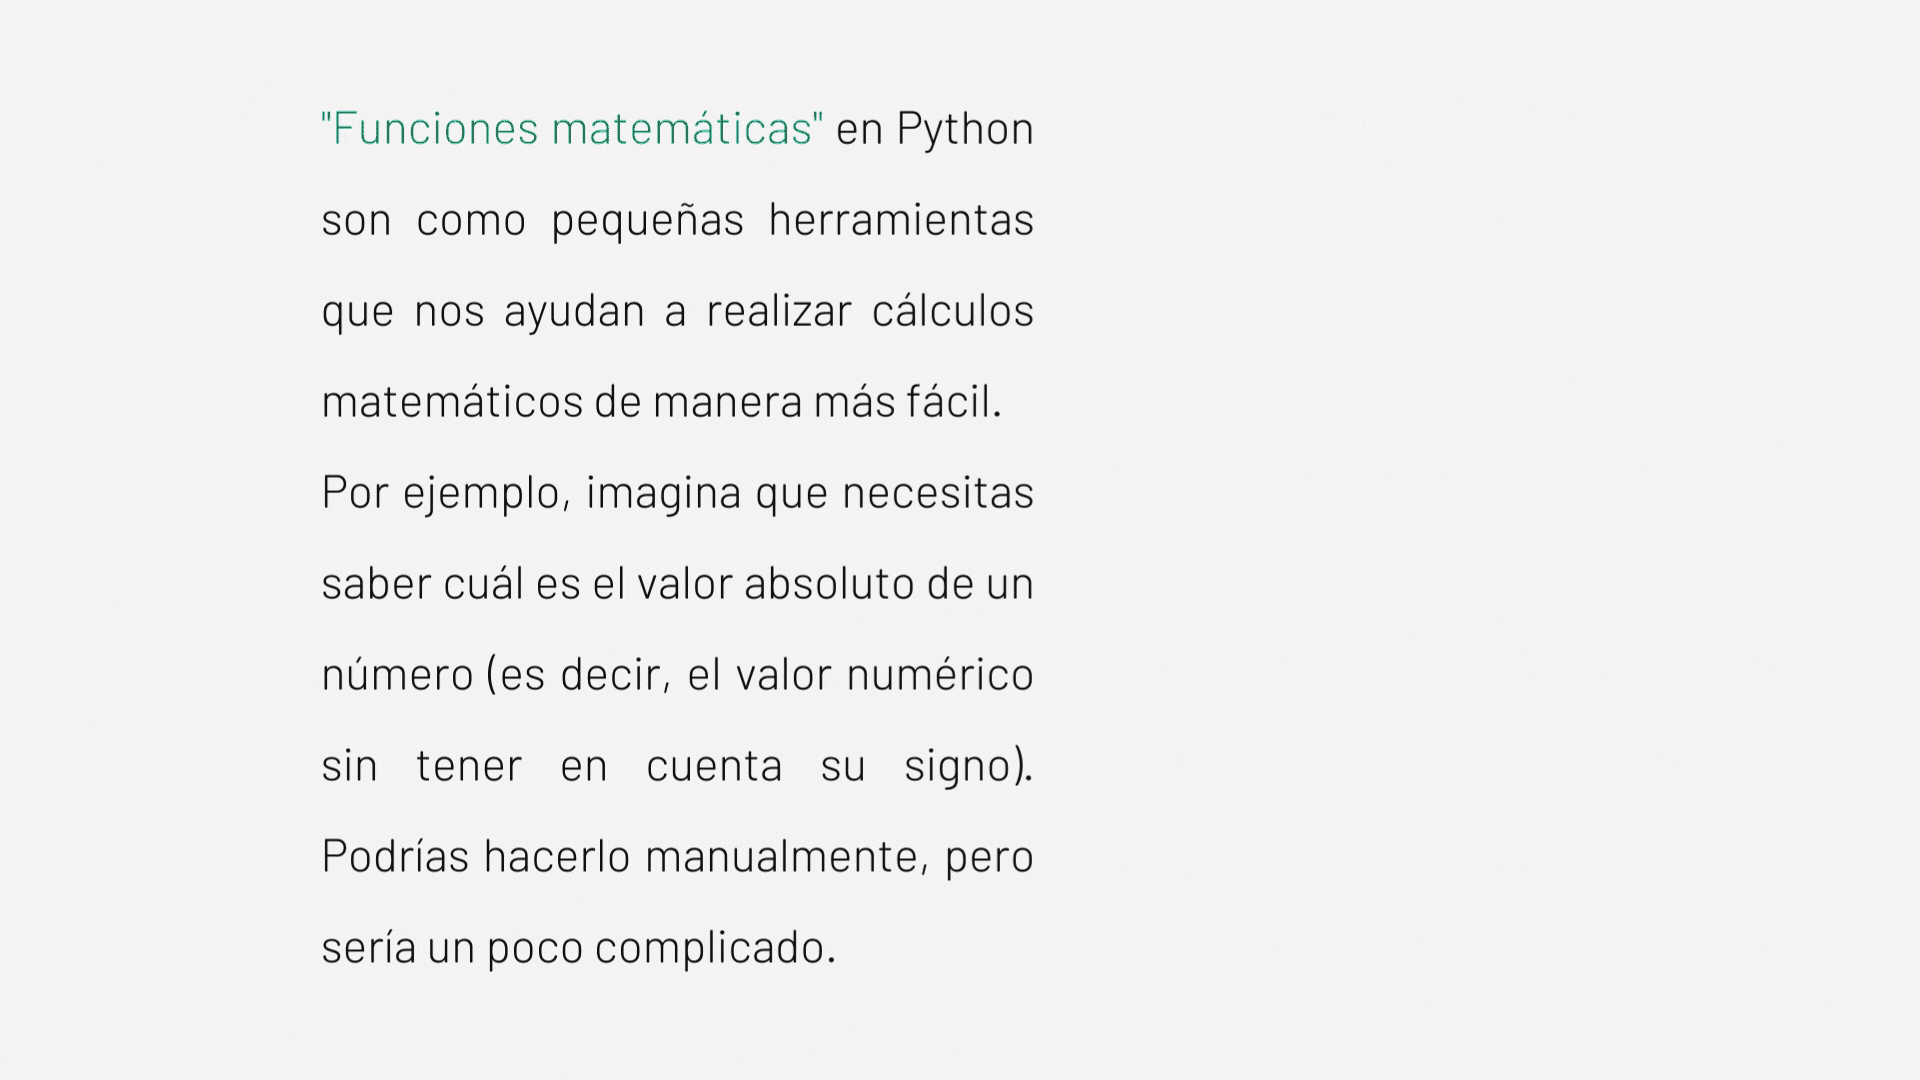 "Funciones matemáticas" en Python
son como pequeñas herramientas
que nos ayudan a realizar cálculos
matemáticos de manera más fácil.
Por ejemplo, imagina que necesitas
saber cuál es el valor absoluto de un
número (es decir, el valor numérico
sin tener en cuenta su signo).
Podrías hacerlo manualmente, pero
sería un poco complicado.